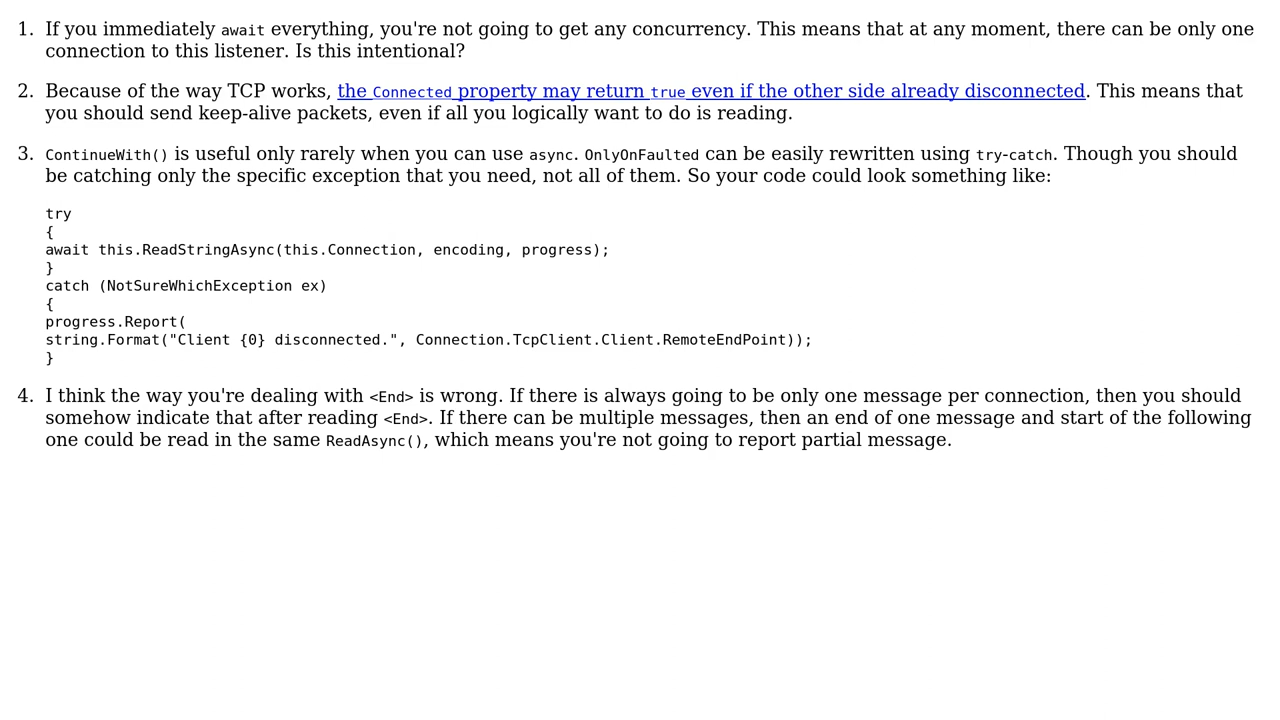 1. If you immediately await everything, you're not going to get any concurrency. This means that at any moment, there can be only one
connection to this listener. Is this intentional?
2. Because of the way TCP works, the Connected property may return true even if the other side already disconnected. This means that
you should send keep-alive packets, even if all you logically want to do is reading.
3. ContinueWith() is useful only rarely when you can use async. OnlyOnFaulted can be easily rewritten using try-catch. Though you should
be catching only the specific exception that you need, not all of them. So your code could look something like:
try
{
await this.ReadStringAsync(this.Connection, encoding, progress);
}
catch (NotSureWhichException ex)
{
progress.Report(
string.Format("Client {0} disconnected.", Connection.TcpClient.Client.RemoteEndPoint));
}
4. I think the way you're dealing with <End> is wrong. If there is always going to be only one message per connection, then you should
somehow indicate that after reading <End>. If there can be multiple messages, then an end of one message and start of the following
one could be read in the same ReadAsync(), which means you're not going to report partial message.